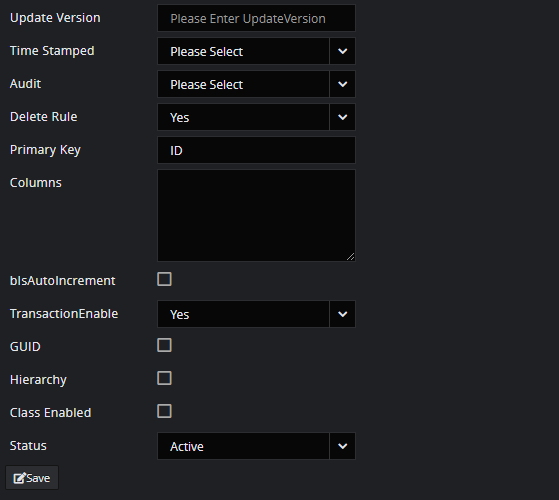 Update Version Please Enter UpdateVersion
Time Stamped Please Select
Audit Please Select
Delete Rule Yes
Primary Key ID
Columns
bIsAutoIncrement
TransactionEnable Yes
GUID
Hierarchy
Class Enabled
Status Active
Save